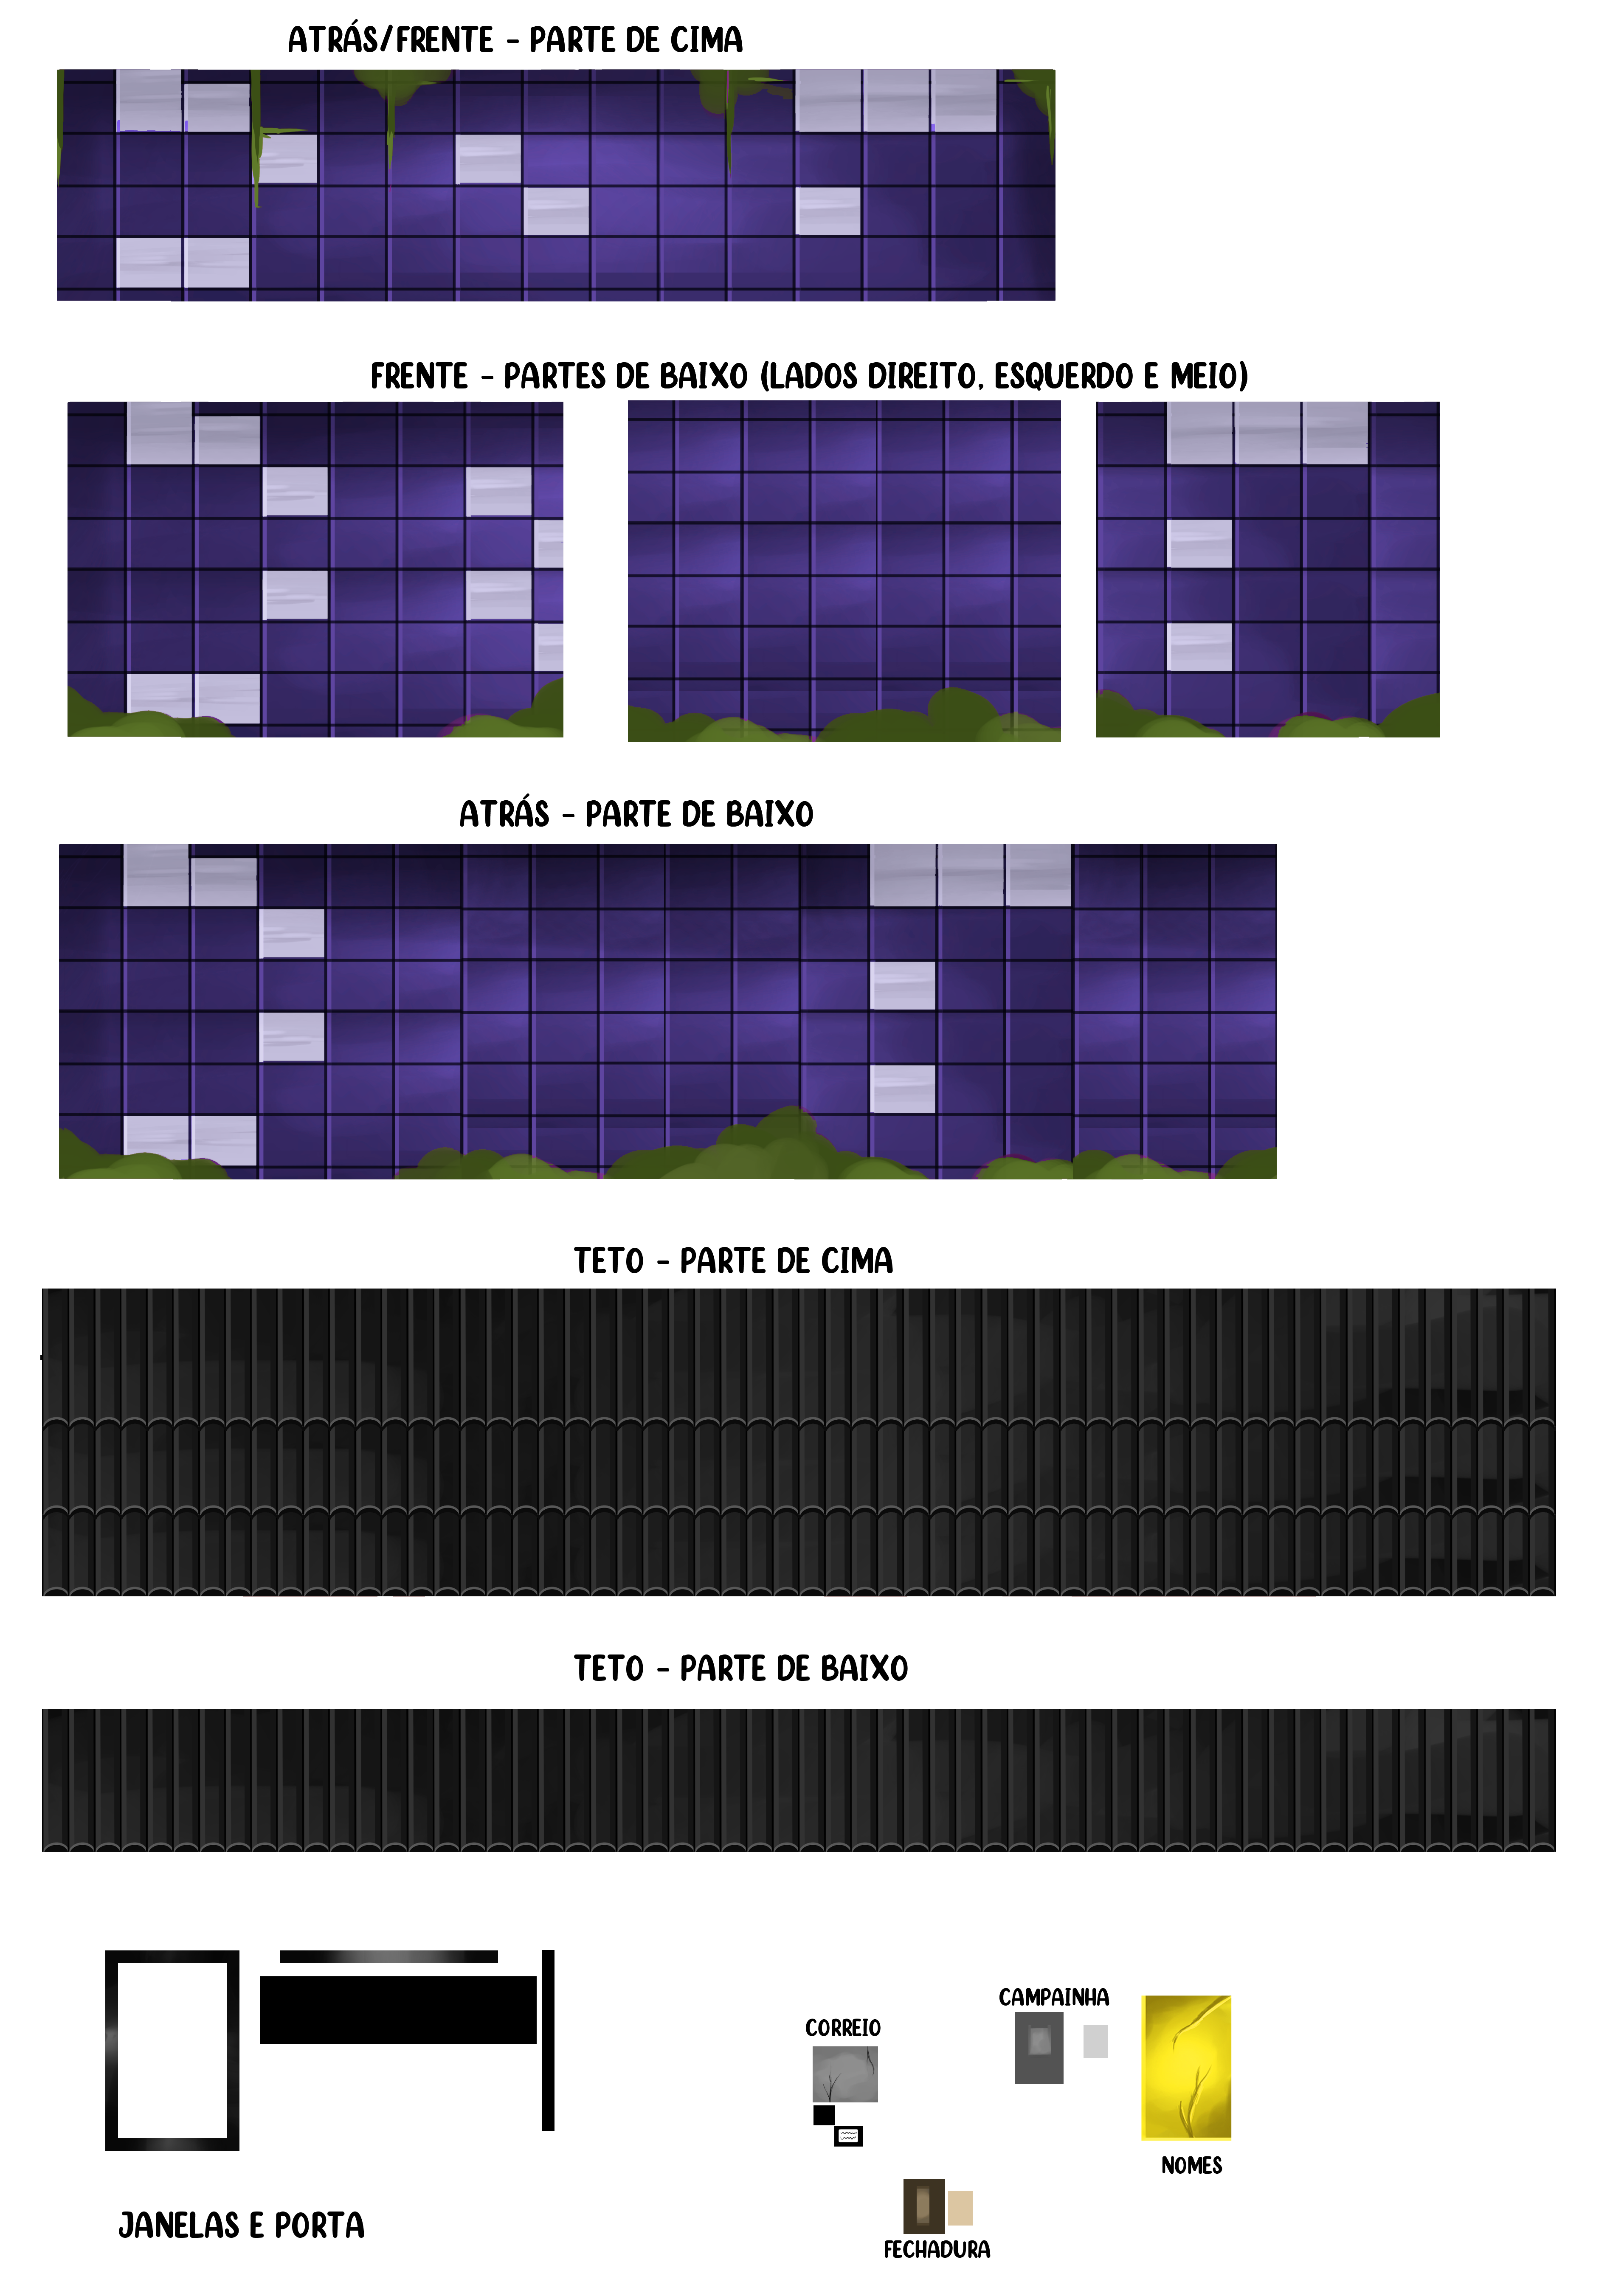 ATRÁS/FRENTE - PARTE DE CIMA
FRENTE - PARTES DE BAIXO (LADOS DIREITO, ESQUERDO E MEIO)
ATRÁS - PARTE DE BAIXO
TETO - PARTE DE CIMA
TETO - PARTE DE BAIXO
CAMPAINHA
CORREIO
NOMES
JANELAS E PORTA
FECHADURA